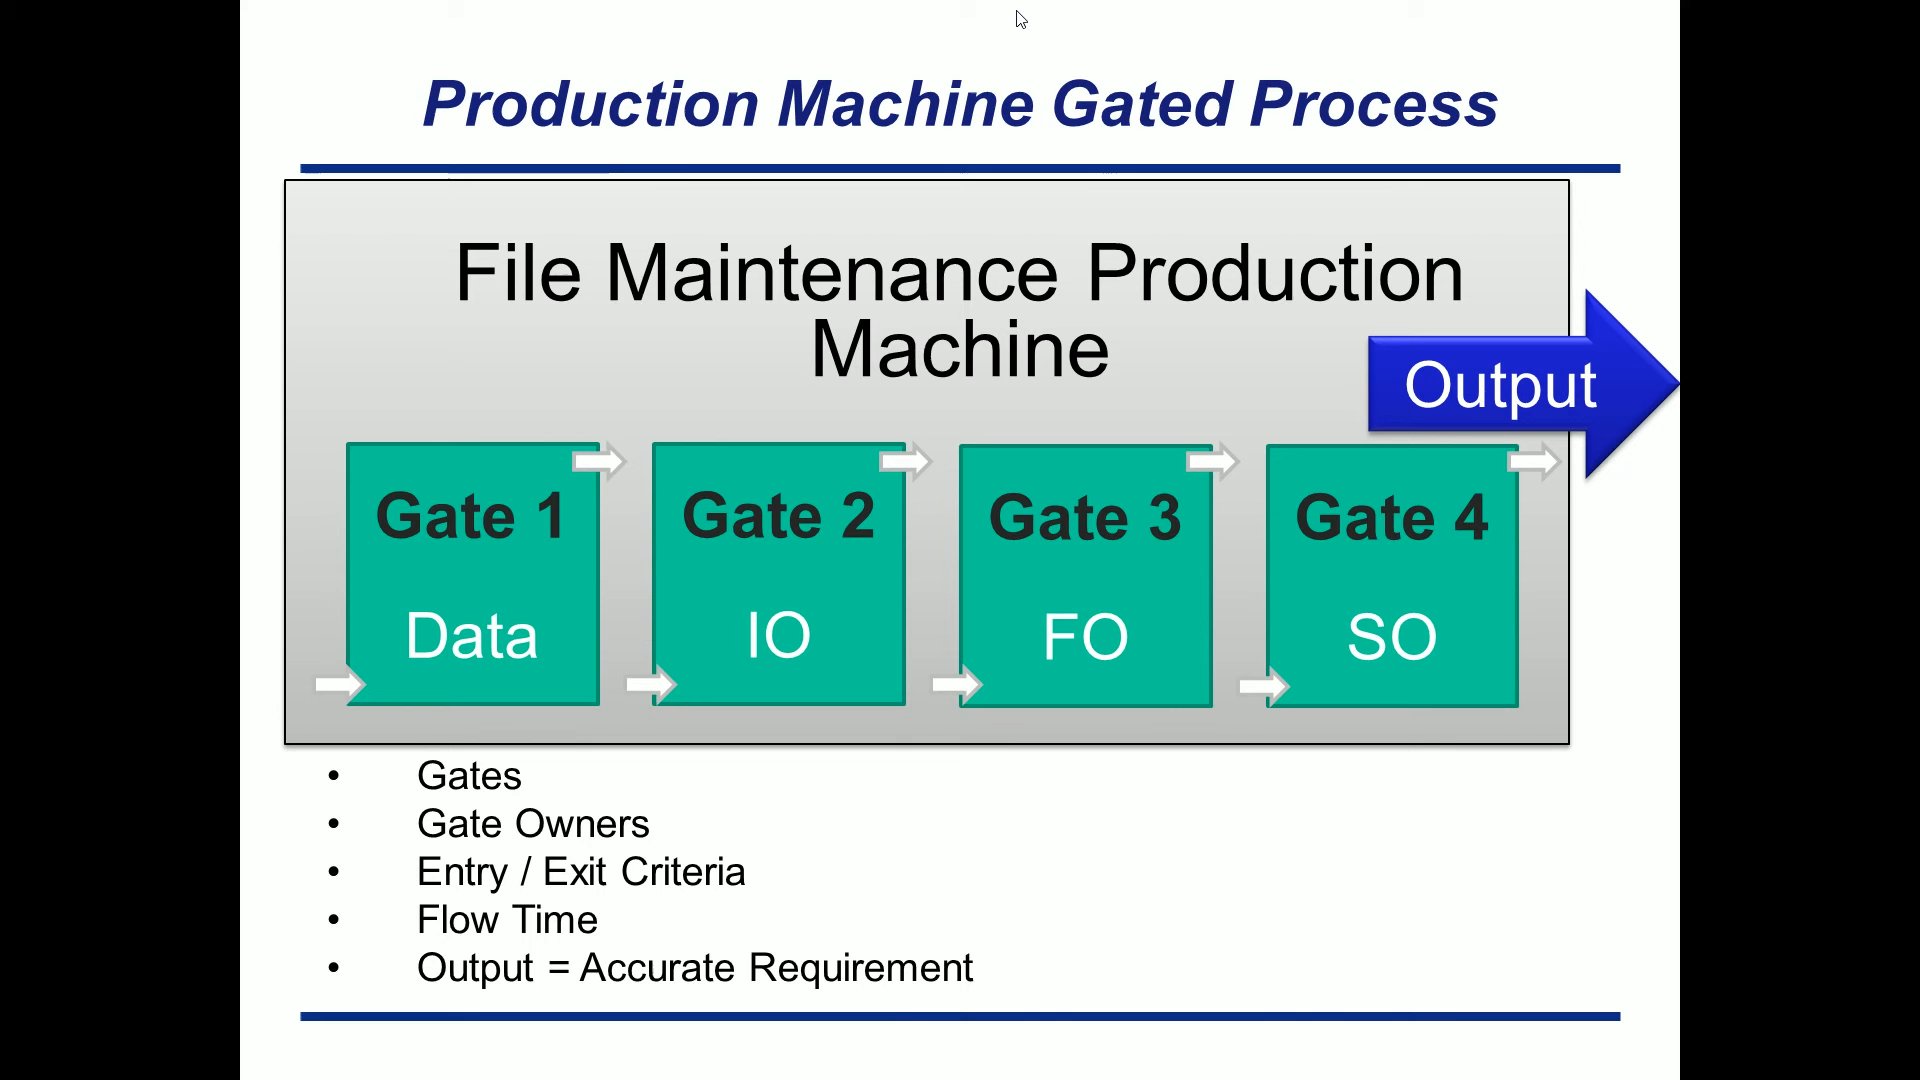 Production Machine Gated Process
File Maintenance Production
Machine
Output
Gate 1
Data
Gate 2
IO
Gate 3
FO
Gate 4
SO
• Gates
• Gate Owners
• Entry / Exit Criteria
• Flow Time
• Output = Accurate Requirement